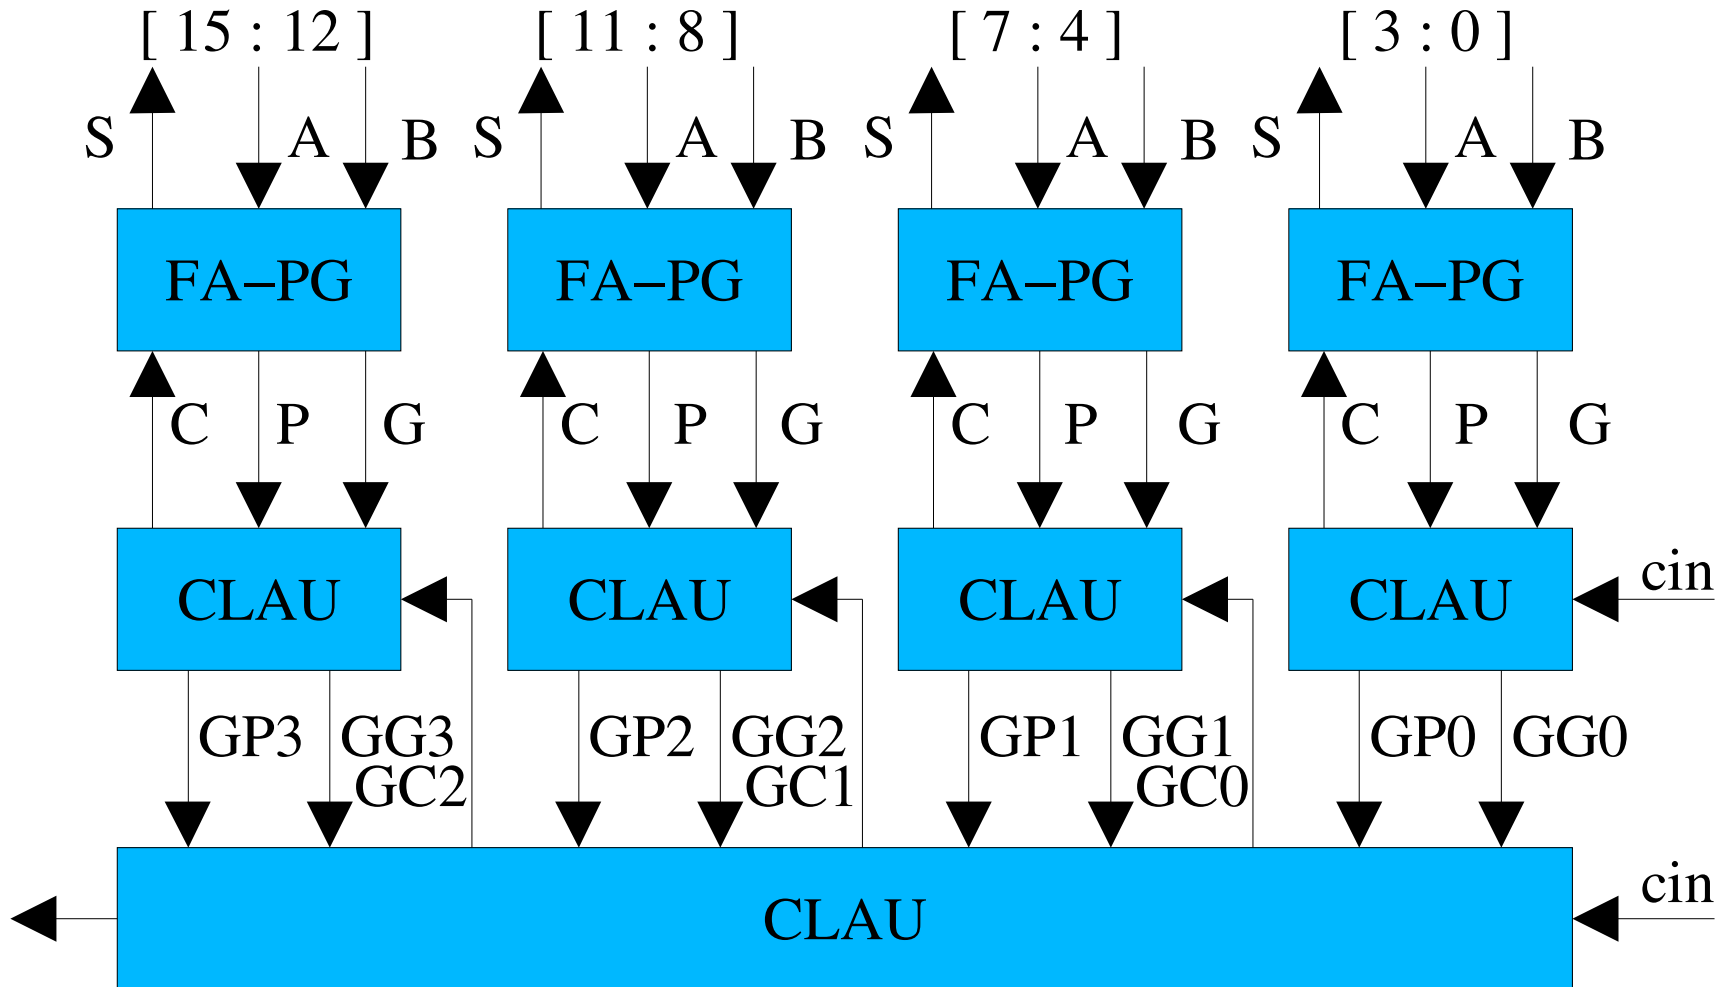 [ 15 : 12 ] [ 11 : 8 ] [ 7 : 4 ] [ 3 : 0 ]
S A B S A B S A B S A B
FA–PG FA–PG FA–PG FA–PG
C P G C P G C P G C P G
CLAU CLAU CLAU CLAU cin
GP3 GG3 GP2 GG2 GP1 GG1 GP0 GG0
GC2 GC1 GC0
CLAU cin